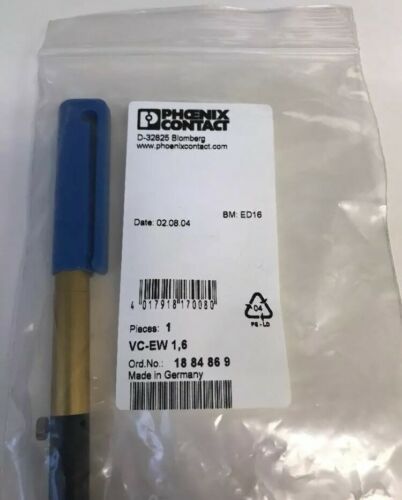 PHOENIX
CONTACT
D-32825 Blomberg
www.phoenixcontact.com
BM: ED16
Date: 02.08.04
4 017918 170080
04
PE-LD
Pieces: 1
VC-EW 1,6
Ord.No.: 18 84 86 9
Made in Germany